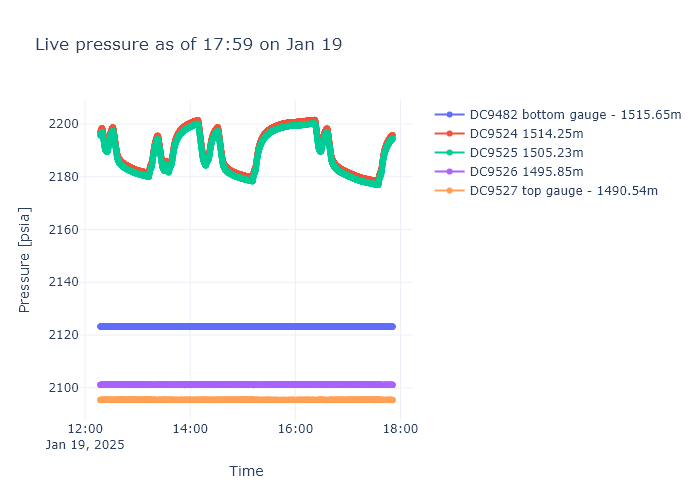 Live pressure as of 17:59 on Jan 19
DC9482 bottom gauge - 1515.65m
DC9524 1514.25m
DC9525 1505.23m
DC9526 1495.85m
DC9527 top gauge - 1490.54m
Pressure [psia]
2200
2180
2160
2140
2120
2100
12:00
14:00
16:00
18:00
Jan 19, 2025
Time